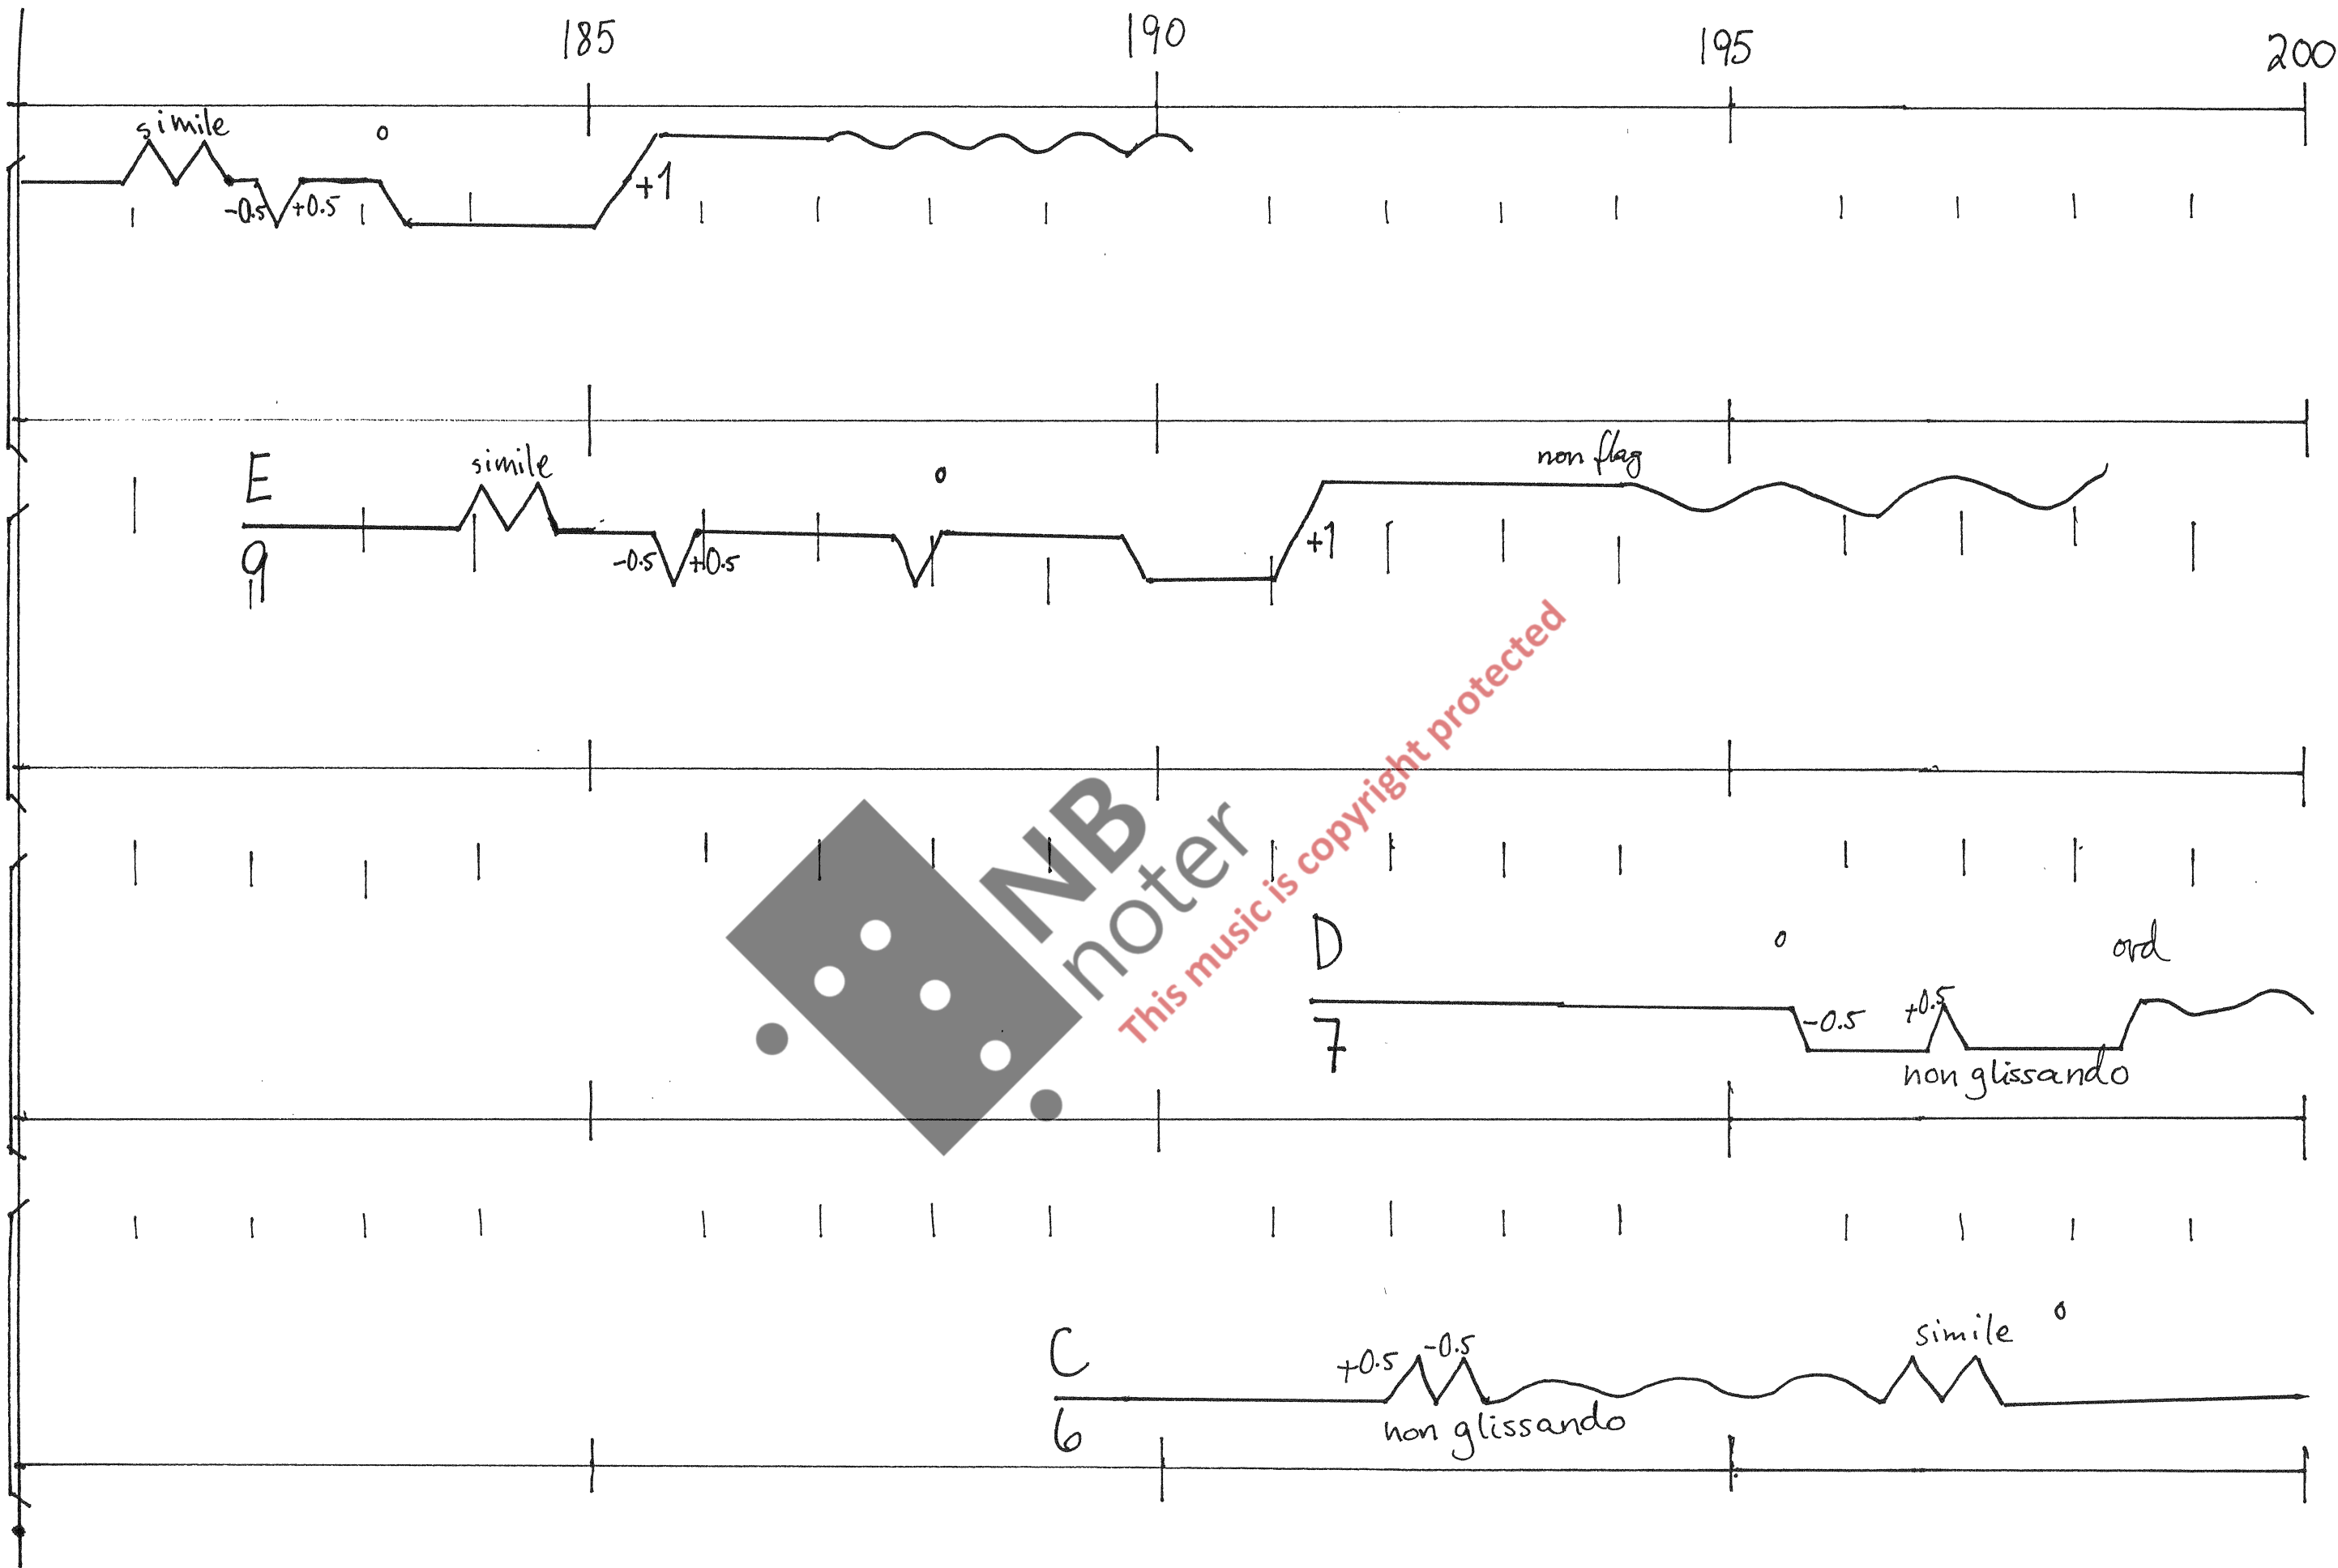 185 190 195 200
simile o
-0.5 +0.5 +1
non flag
E simile o
9 -0.5 +0.5 +1
NB
noter
This music is copyright protected
D o ord
7 -0.5 +0.5
non glissando
simile o
C +0.5 -0.5
6 non glissando